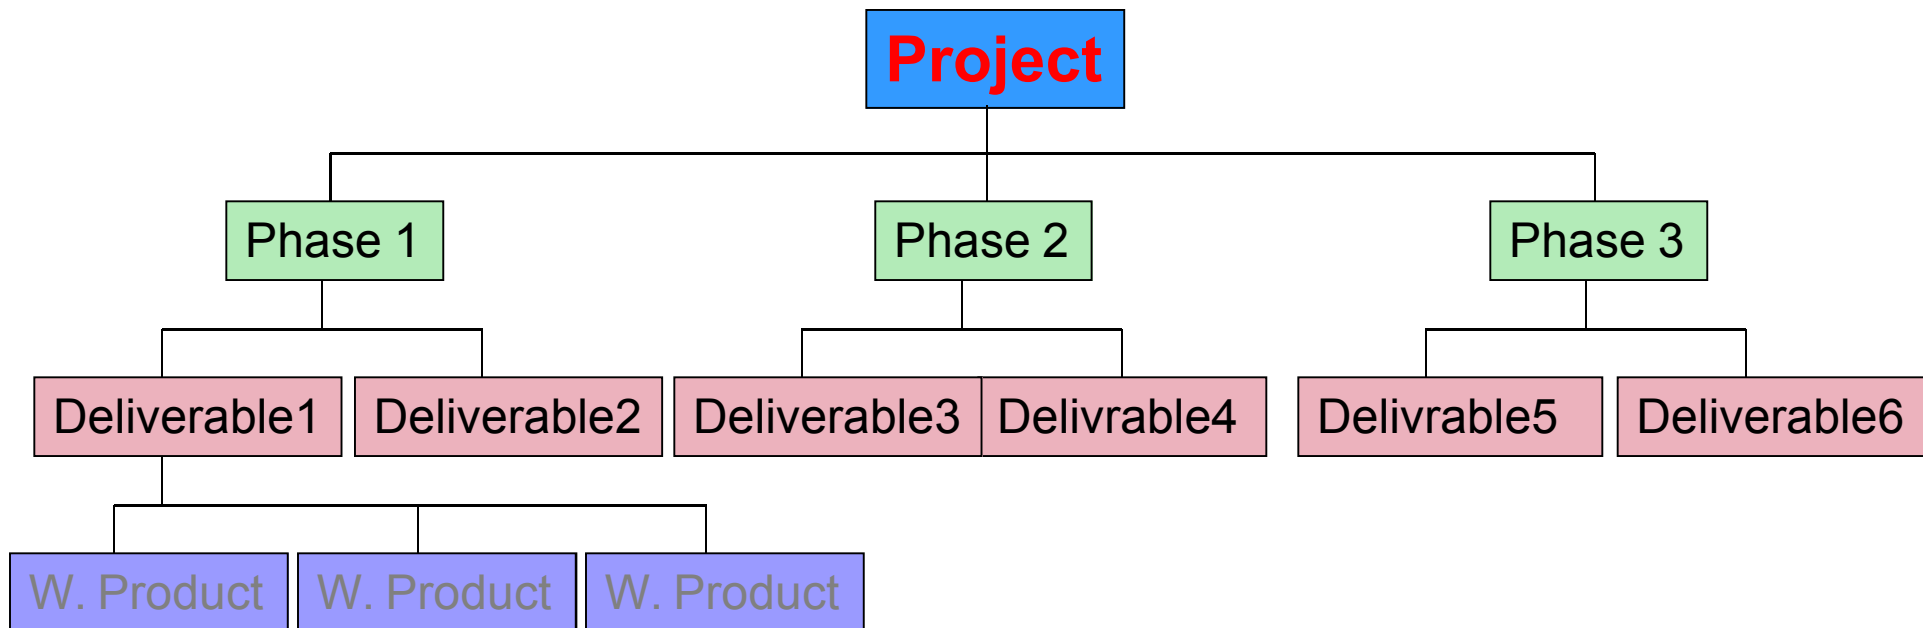 Project
Phase 1
Phase 2
Phase 3
Deliverable1
Deliverable2
Deliverable3
Delivrable4
Delivrable5
Deliverable6
W. Product
W. Product
W. Product